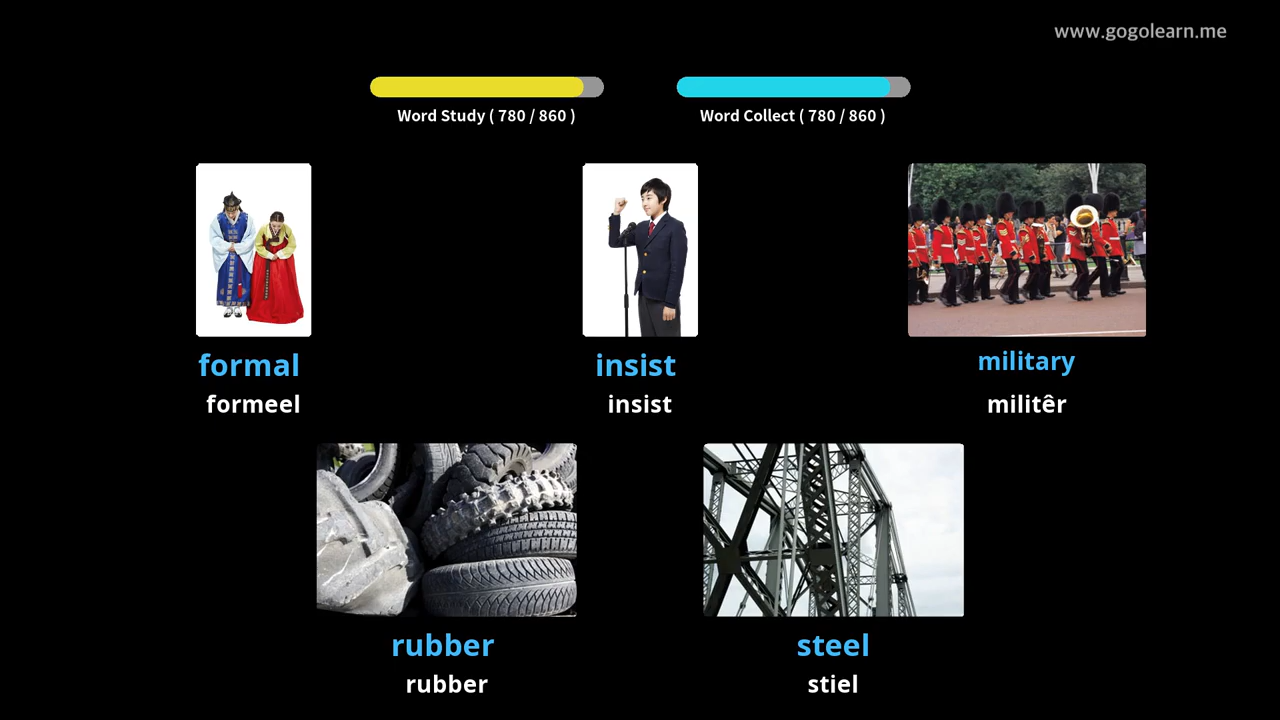 www.gogolearn.me
Word Study ( 780 / 860 )
Word Collect ( 780 / 860 )
formal
formeel
insist
insist
military
militêr
rubber
rubber
steel
stiel